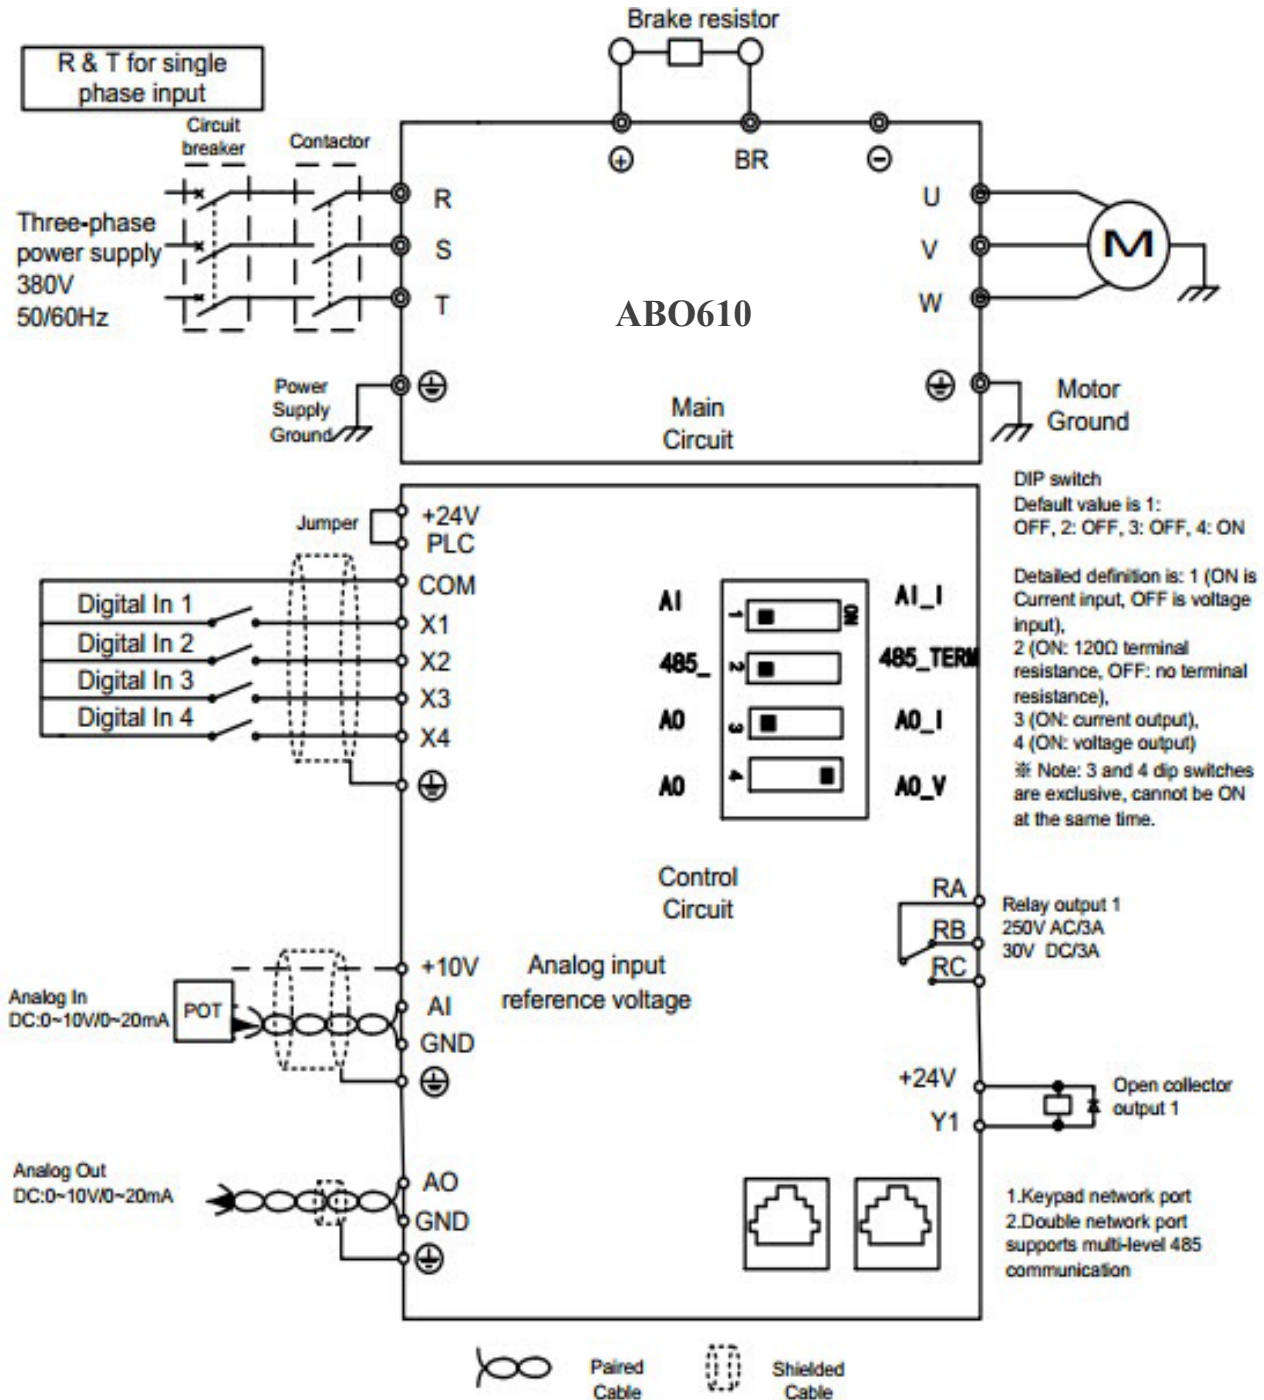 Brake resistor
R & T for single
phase input
Circuit
breaker
Contactor
+
BR
−
R
S
T
Three-phase
power supply
380V
50/60Hz
U
V
W
M
ABO610
Power
Supply
Ground
Main
Circuit
Motor
Ground
DIP switch
Default value is 1:
OFF, 2: OFF, 3: OFF, 4: ON
Detailed definition is: 1 (ON is
Current input, OFF is voltage
input),
2 (ON: 120Ω terminal
resistance, OFF: no terminal
resistance),
3 (ON: current output),
4 (ON: voltage output)
※ Note: 3 and 4 dip switches
are exclusive, cannot be ON
at the same time.
Jumper
+24V
PLC
COM
Digital In 1
X1
Digital In 2
X2
Digital In 3
X3
Digital In 4
X4
AI 1 ON AI_I
485_ 2 485_TERM
AO 3 AO_I
AO 4 AO_V
Control
Circuit
RA
RB
RC
Relay output 1
250V AC/3A
30V DC/3A
+10V
Analog input
reference voltage
Analog In
DC:0~10V/0~20mA
POT
AI
GND
+24V
Y1
Open collector
output 1
Analog Out
DC:0~10V/0~20mA
AO
GND
1.Keypad network port
2.Double network port
supports multi-level 485
communication
Paired
Cable
Shielded
Cable